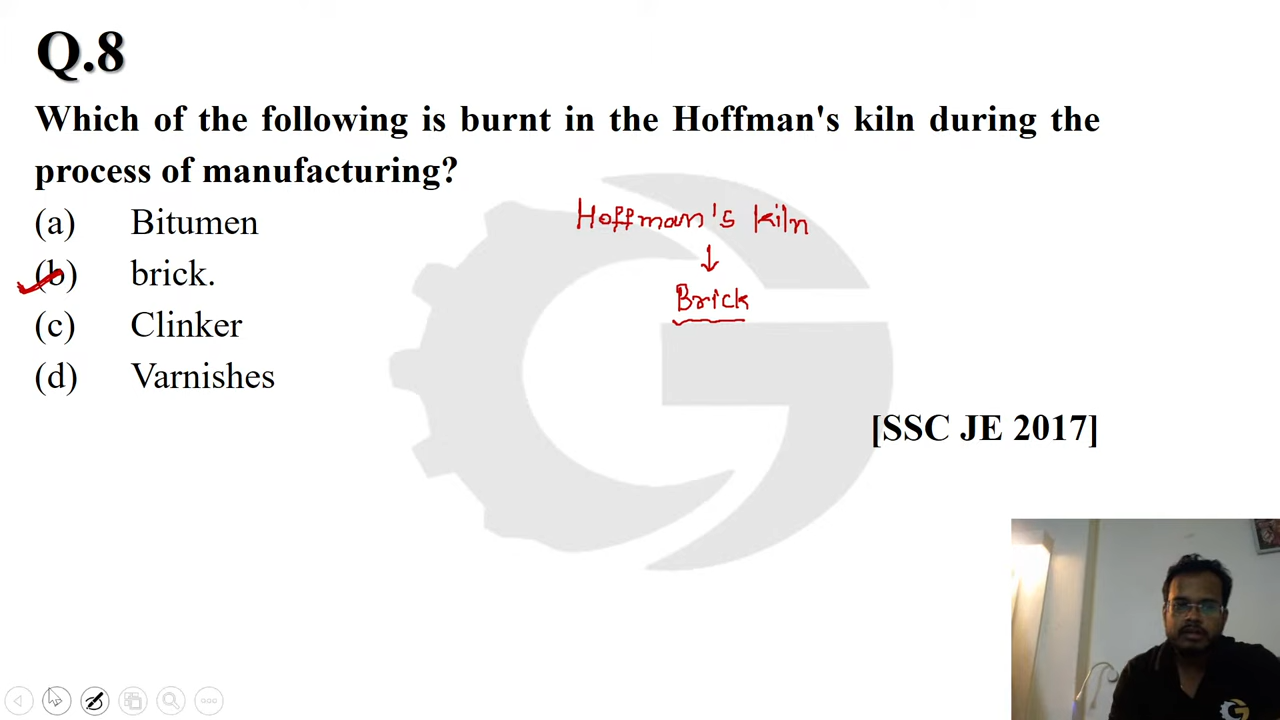 Q.8
Which of the following is burnt in the Hoffman's kiln during the
process of manufacturing?
(a) Bitumen
(b) brick.
(c) Clinker
(d) Varnishes
Hoffman's kiln
↓
Brick
[SSC JE 2017]